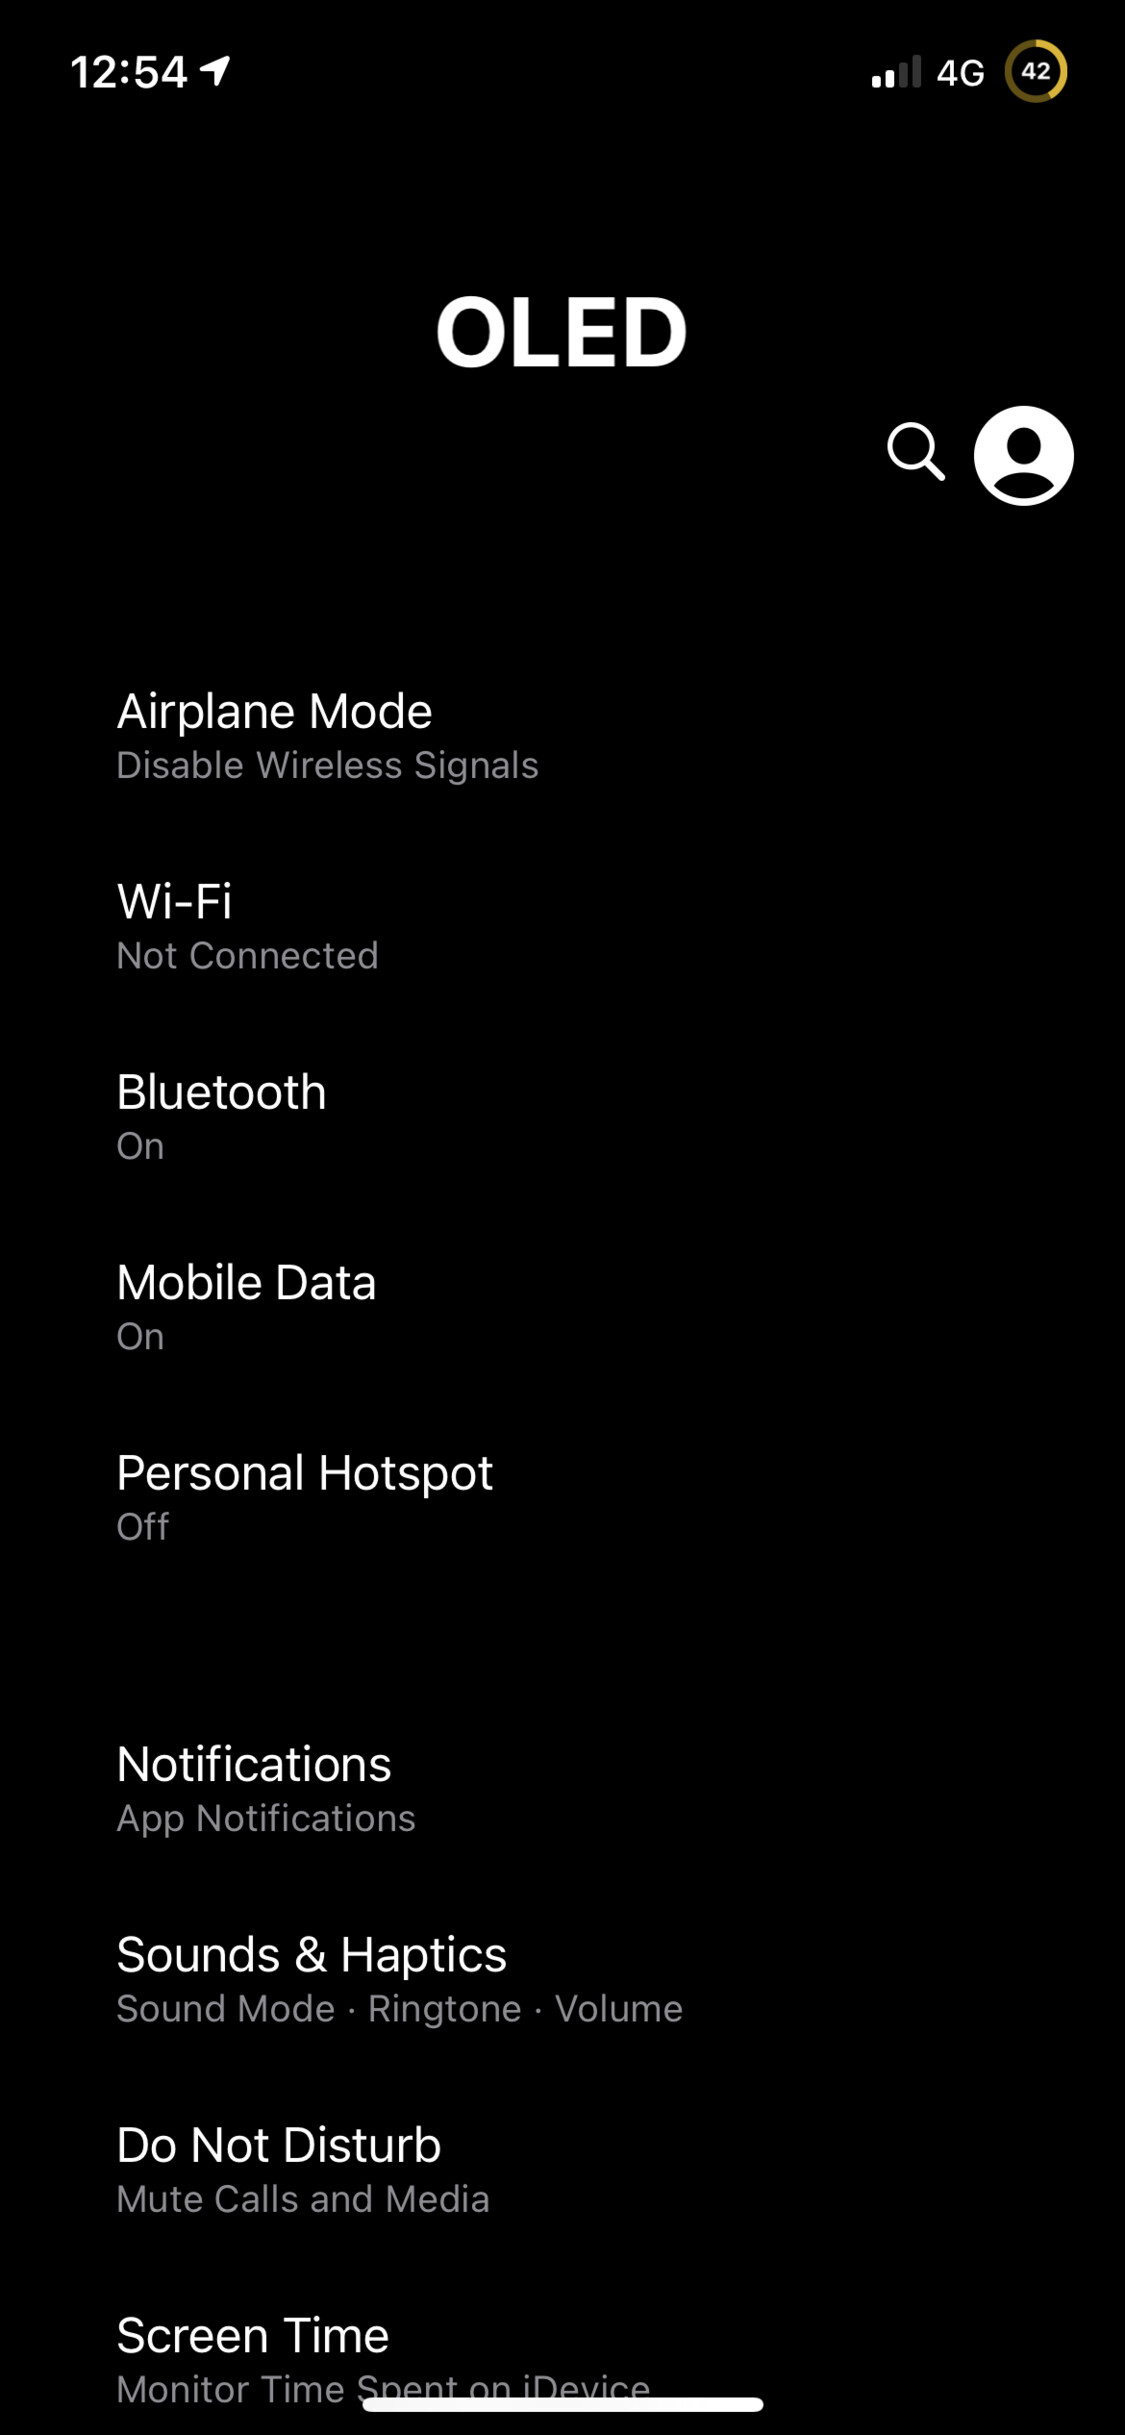 12:54
4G
42
OLED
Airplane Mode
Disable Wireless Signals
Wi-Fi
Not Connected
Bluetooth
On
Mobile Data
On
Personal Hotspot
Off
Notifications
App Notifications
Sounds & Haptics
Sound Mode · Ringtone · Volume
Do Not Disturb
Mute Calls and Media
Screen Time
Monitor Time Spent on iDevice